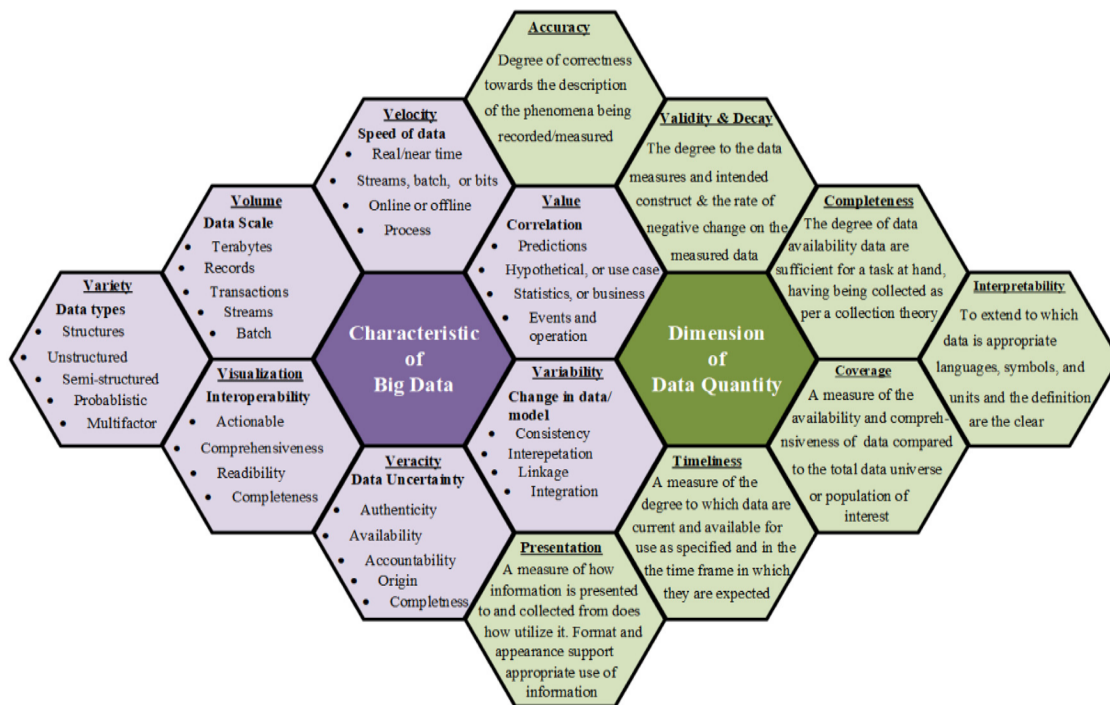 Accuracy
Degree of correctness
towards the description
of the phenomena being
recorded/measured
Velocity
Speed of data
• Real/near time
• Streams, batch, or bits
• Online or offline
• Process
Validity & Decay
The degree to the data
measures and intended
construct & the rate of
negative change on the
measured data
Volume
Data Scale
• Terabytes
• Records
• Transactions
• Streams
• Batch
Value
Correlation
• Predictions
• Hypothetical, or use case
• Statistics, or business
• Events and
operation
Completeness
The degree of data
availability data are
sufficient for a task at hand,
having being collected as
per a collection theory
Variety
Data types
• Structures
• Unstructured
• Semi-structured
• Probablistic
• Multifactor
Characteristic
of
Big Data
Dimension
of
Data Quantity
Interpretability
To extend to which
data is appropriate
languages, symbols, and
units and the definition
are the clear
Visualization
Interoperability
• Actionable
• Comprehensiveness
• Readibility
• Completeness
Variability
Change in data/
model
• Consistency
• Interepetation
• Linkage
• Integration
Coverage
A measure of the
availability and compreh-
nsiveness of data compared
to the total data universe
or population of
interest
Veracity
Data Uncertainty
• Authenticity
• Availability
• Accountability
• Origin
• Completness
Timeliness
A measure of the
degree to which data are
current and available for
use as specified and in the
the time frame in which
they are expected
Presentation
A measure of how
information is presented
to and collected from does
how utilize it. Format and
appearance support
appropriate use of
information